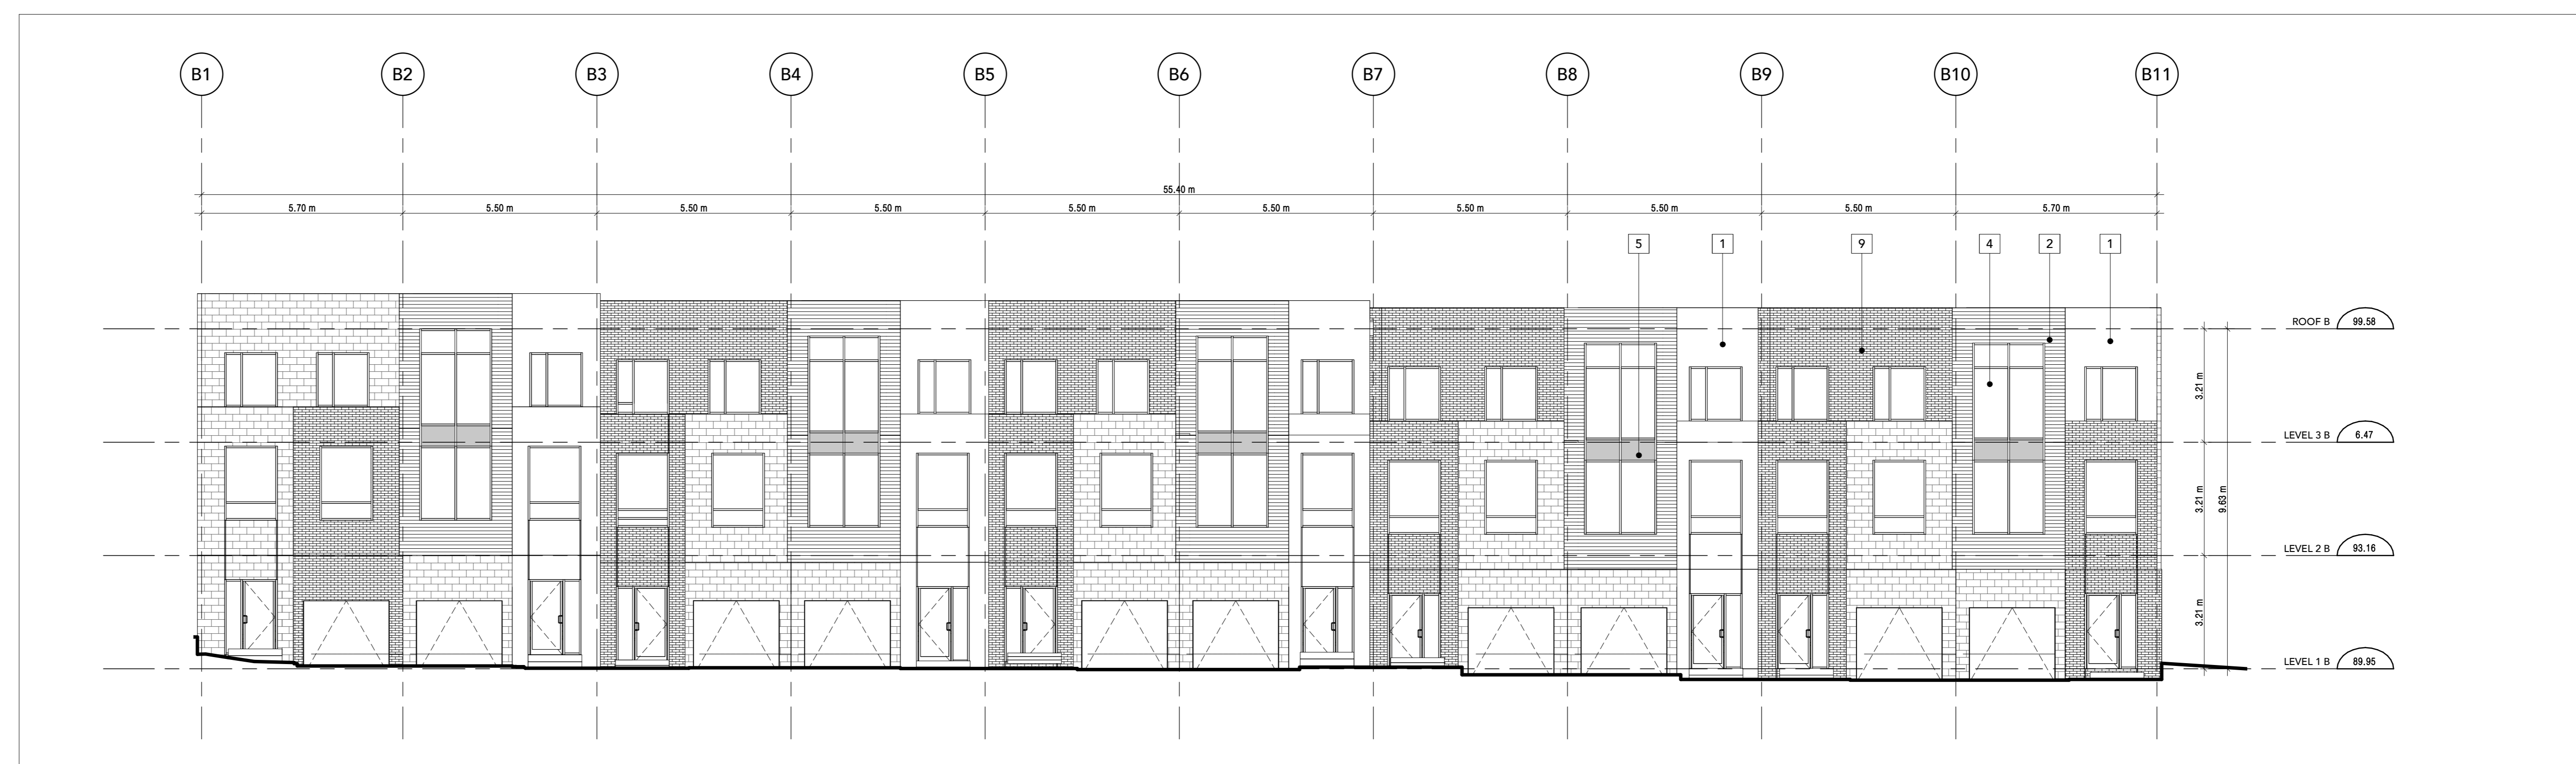 B1 B2 B3 B4 B5 B6 B7 B8 B9 B10 B11
55.40 m
5.70 m 5.50 m 5.50 m 5.50 m 5.50 m 5.50 m 5.50 m 5.50 m 5.50 m 5.70 m
5 1 9 4 2 1
ROOF B 99.58
3.21 m
LEVEL 3 B 6.47
3.21 m
9.63 m
LEVEL 2 B 93.16
3.21 m
LEVEL 1 B 89.95